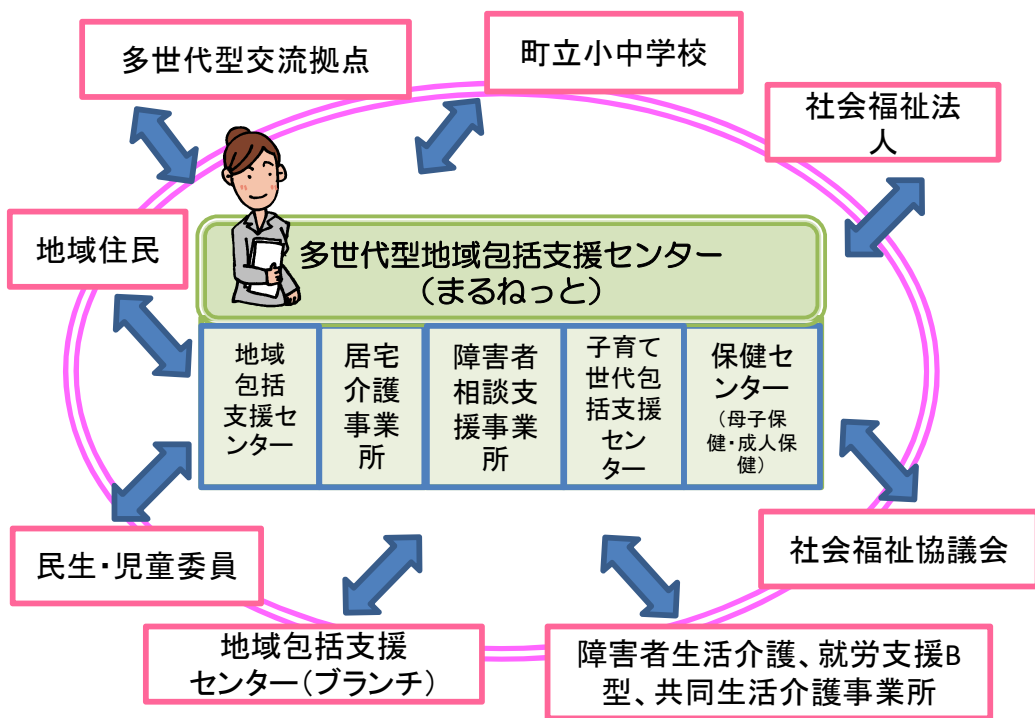 多世代型交流拠点
町立小中学校
社会福祉法
人
地域住民
多世代型地域包括支援センター
（まるねっと）
地域
包括
支援セ
ンター
居宅
介護
事業
所
障害者
相談支
援事業
所
子育て
世代包
括支援
セン
ター
保健セ
ンター
（母子保
健・成人保
健）
民生・児童委員
社会福祉協議会
地域包括支援
センター（ブランチ）
障害者生活介護、就労支援B
型、共同生活介護事業所